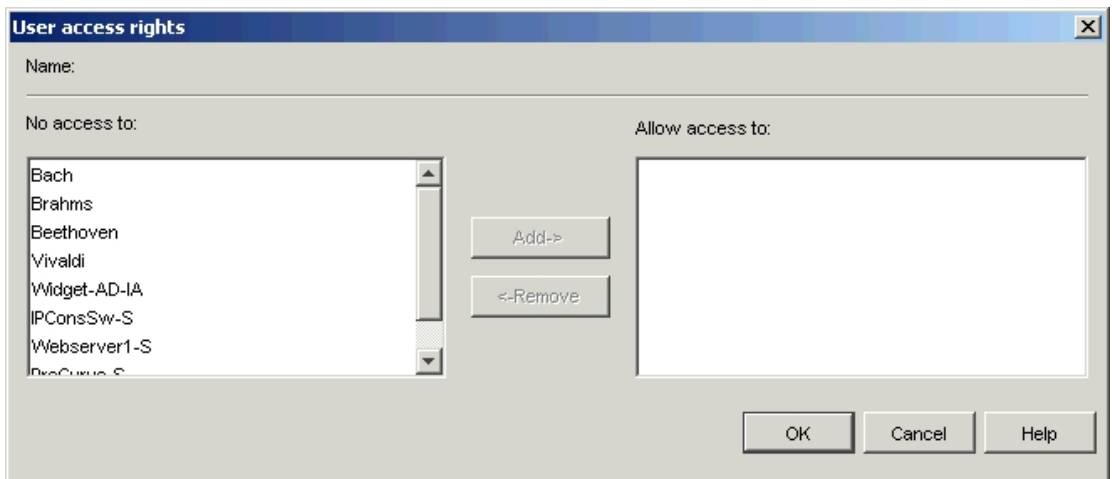 User access rights
Name:
No access to:
Allow access to:
Bach
Brahms
Beethoven
Vivaldi
Widget-AD-IA
IPConsSw-S
Webserver1-S
Add->
<-Remove
OK
Cancel
Help